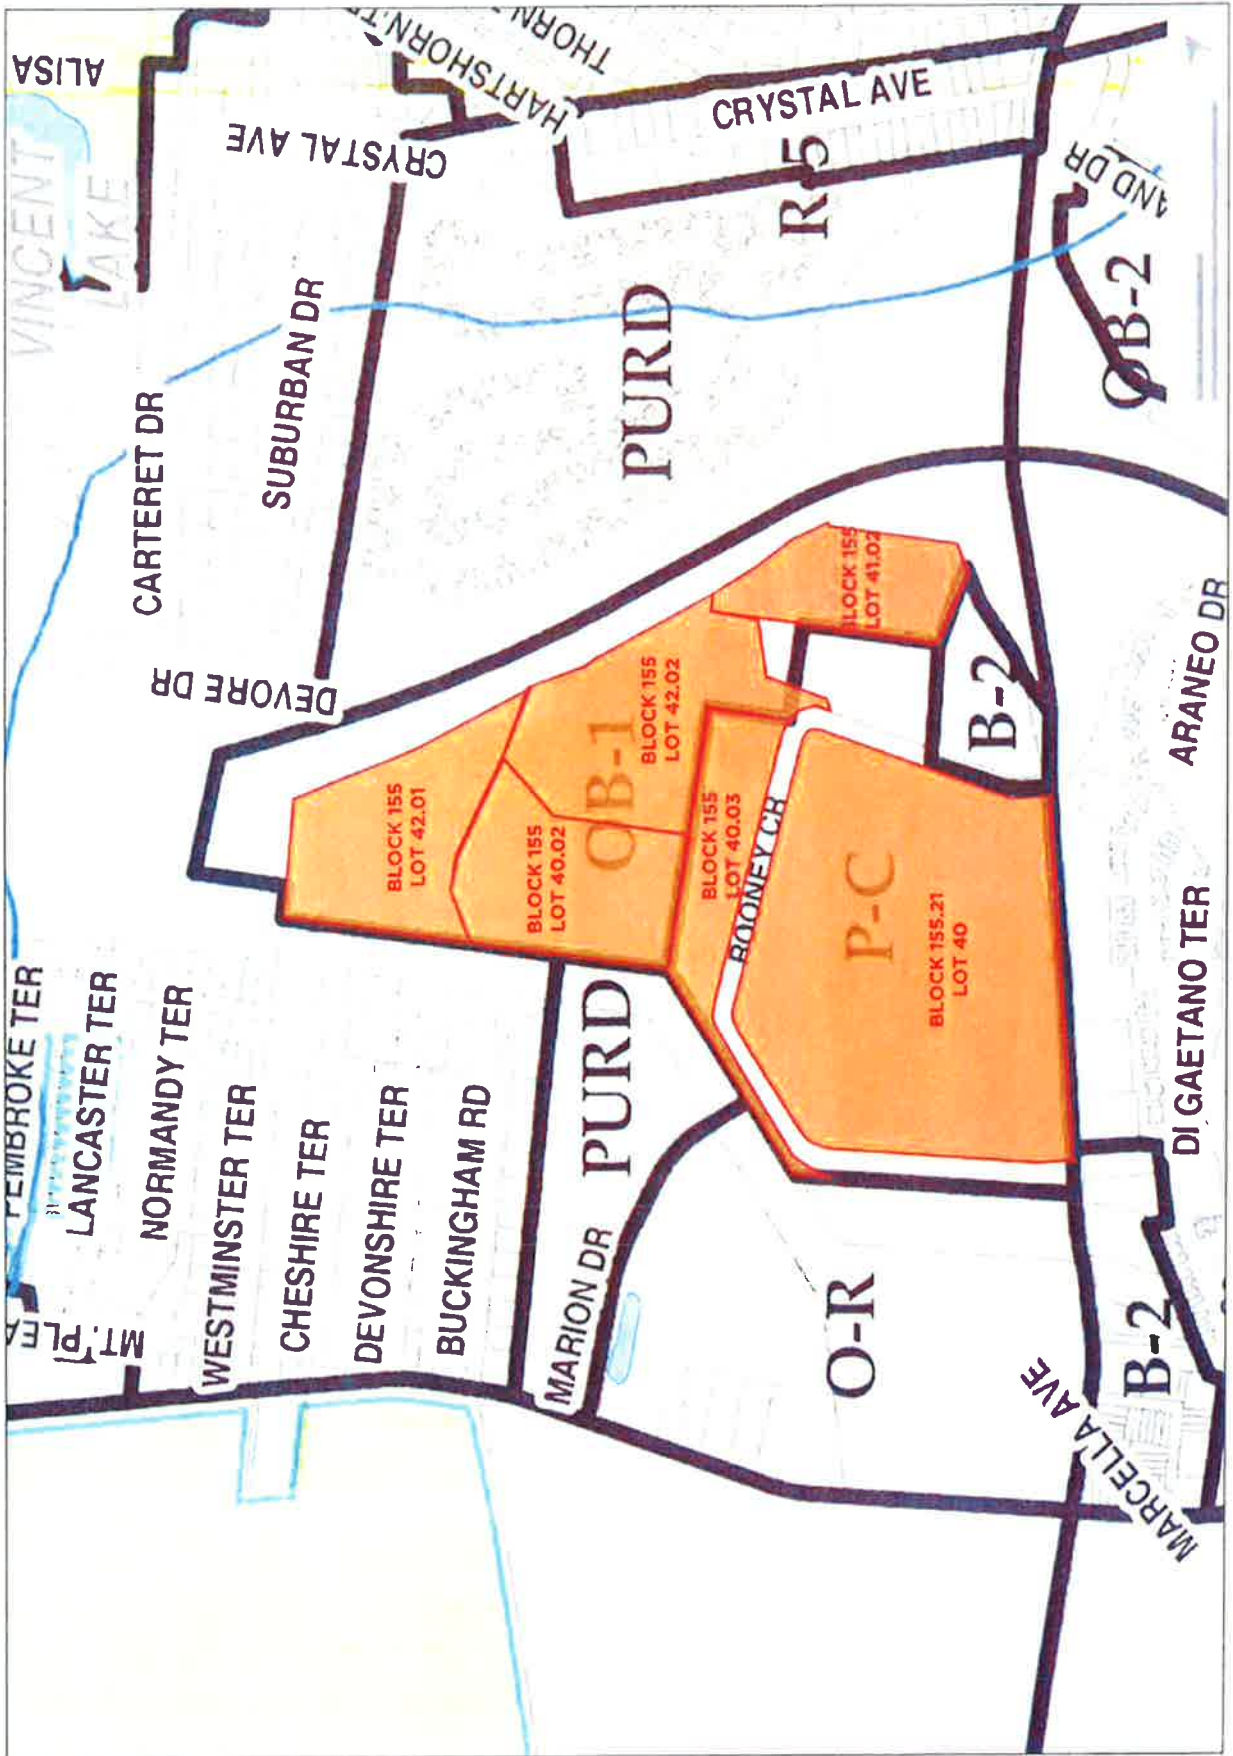 ALISA
VINCENT
LAKE
HARTSHORN TE
THORN
CRYSTAL AVE
CRYSTAL AVE
R-5
AND DR
OB-2
SUBURBAN DR
CARTERET DR
PURD
DEVORE DR
BLOCK 155
LOT 41.02
BLOCK 155
LOT 42.02
OB-1
BLOCK 155
LOT 42.01
BLOCK 155
LOT 40.02
BLOCK 155
LOT 40.03
ROONEY CR
B-2
P-C
BLOCK 155.21
LOT 40
ARANEO DR
DI GAETANO TER
PEMBROKE TER
LANCASTER TER
NORMANDY TER
WESTMINSTER TER
CHESHIRE TER
DEVONSHIRE TER
BUCKINGHAM RD
PURD
MARION DR
MT. PLEA
O-R
B-2
MARCELLA AVE